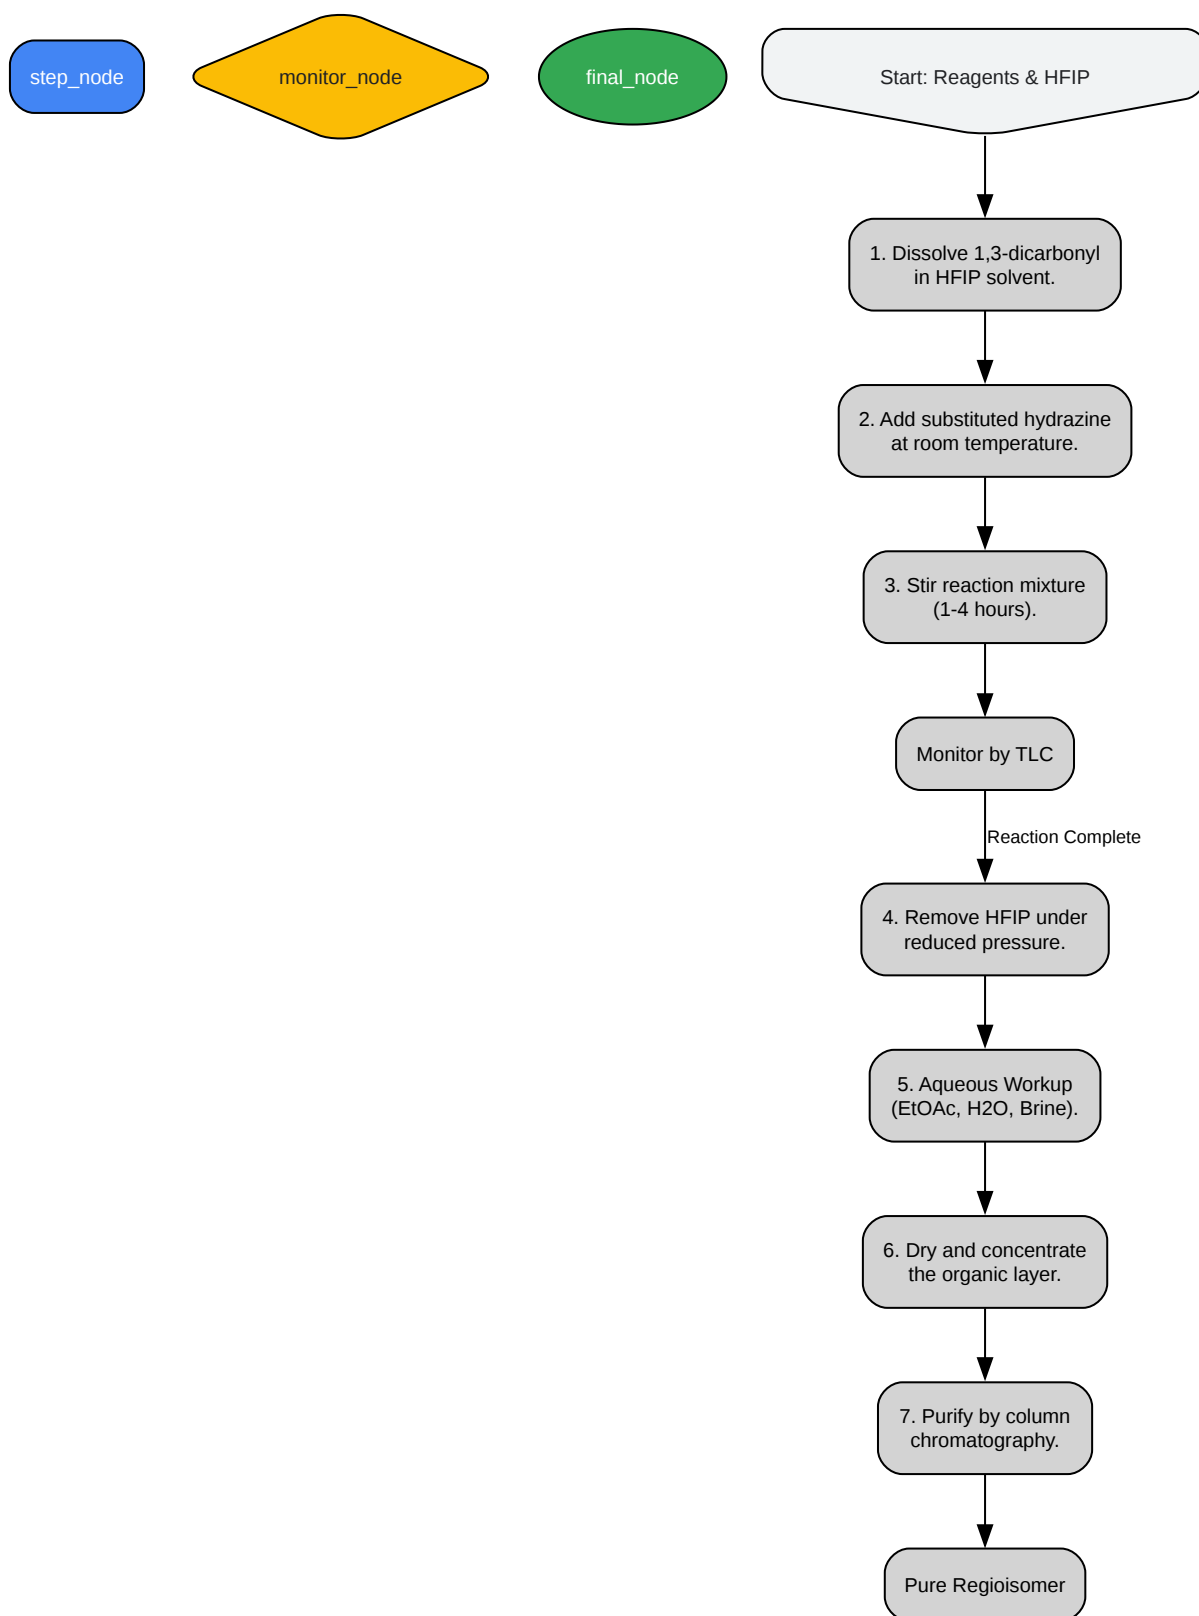 step_node
monitor_node
final_node
Start: Reagents & HFIP
1. Dissolve 1,3-dicarbonyl
in HFIP solvent.
2. Add substituted hydrazine
at room temperature.
3. Stir reaction mixture
(1-4 hours).
Monitor by TLC
Reaction Complete
4. Remove HFIP under
reduced pressure.
5. Aqueous Workup
(EtOAc, H2O, Brine).
6. Dry and concentrate
the organic layer.
7. Purify by column
chromatography.
Pure Regioisomer